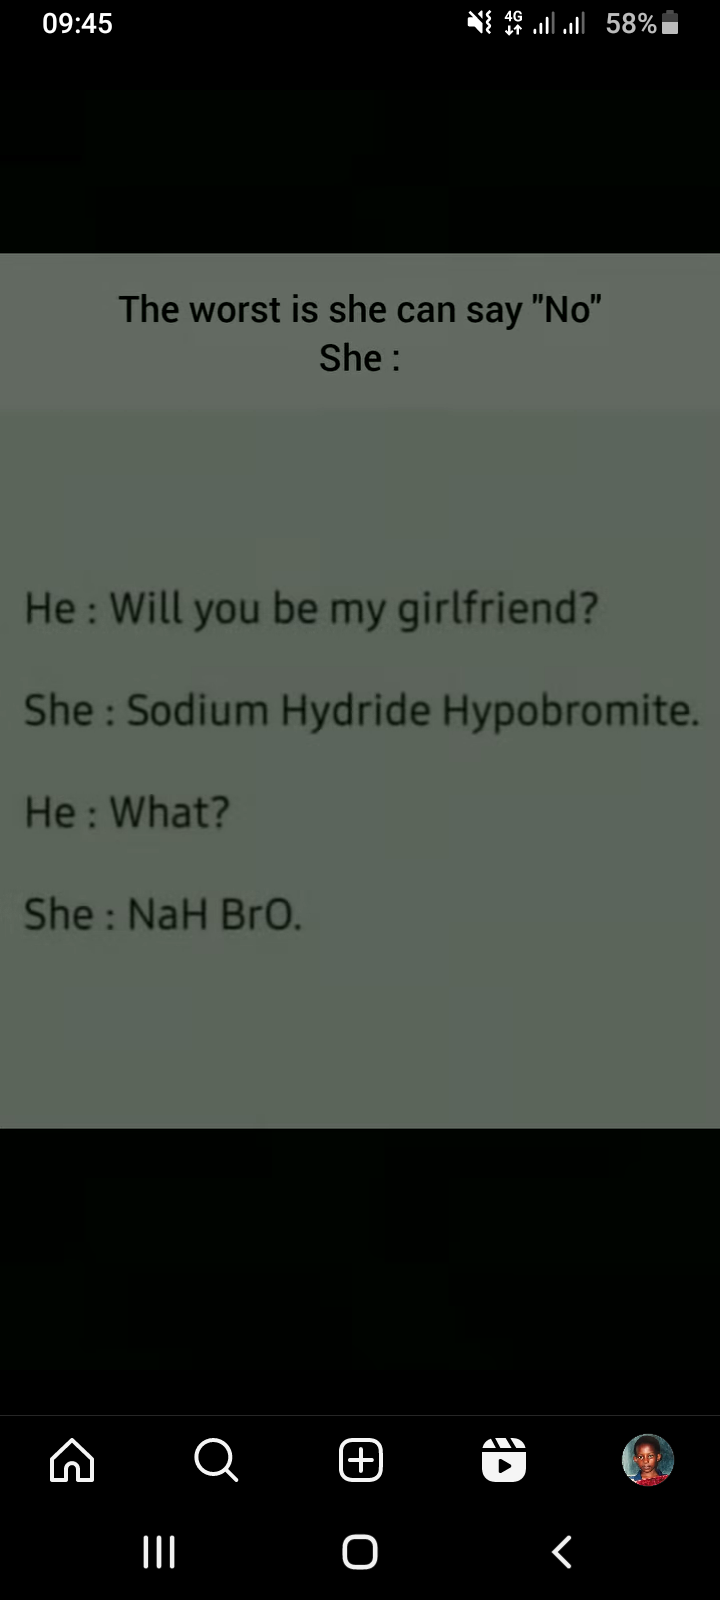 09:45 4G 58%
The worst is she can say "No"
She :
He : Will you be my girlfriend?
She : Sodium Hydride Hypobromite.
He : What?
She : NaH BrO.